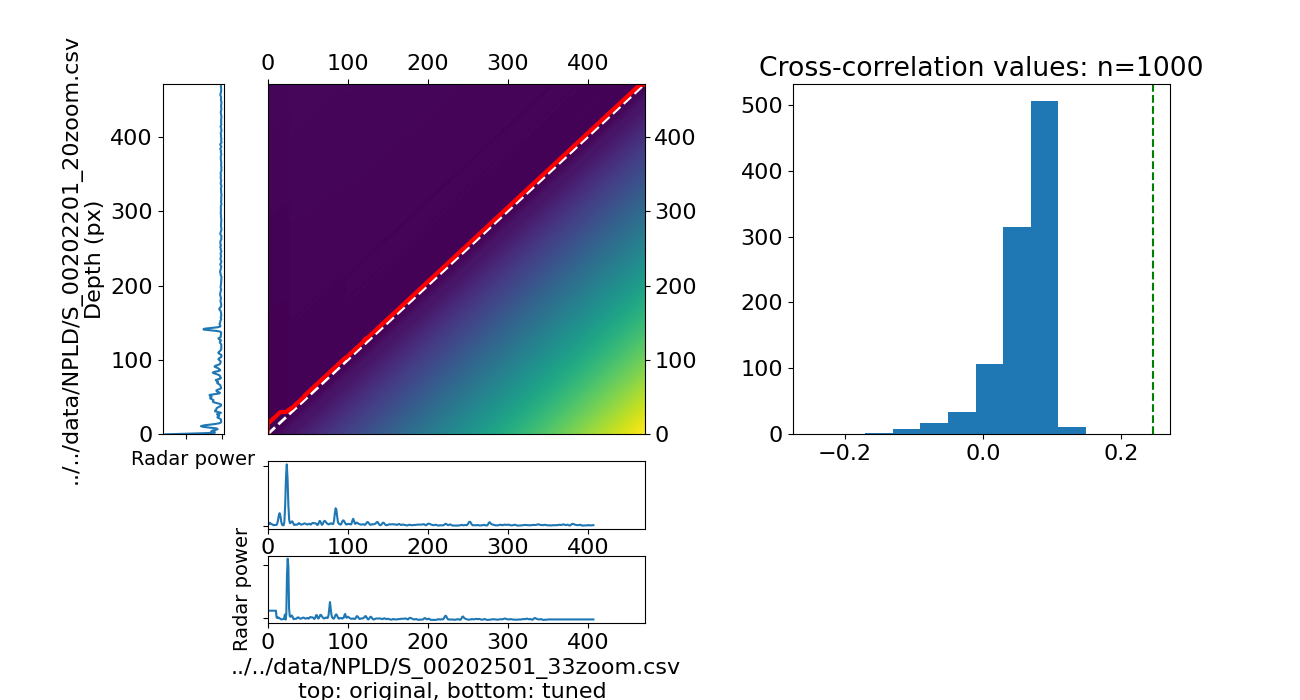 Cross-correlation values: n=1000
0 100 200 300 400
../../data/NPLD/S_00202201_20zoom.csv
Depth (px)
400
300
200
100
0
400
300
200
100
0
500
400
300
200
100
0
−0.2 0.0 0.2
Radar power
0 100 200 300 400
Radar power
0 100 200 300 400
../../data/NPLD/S_00202501_33zoom.csv
top: original, bottom: tuned